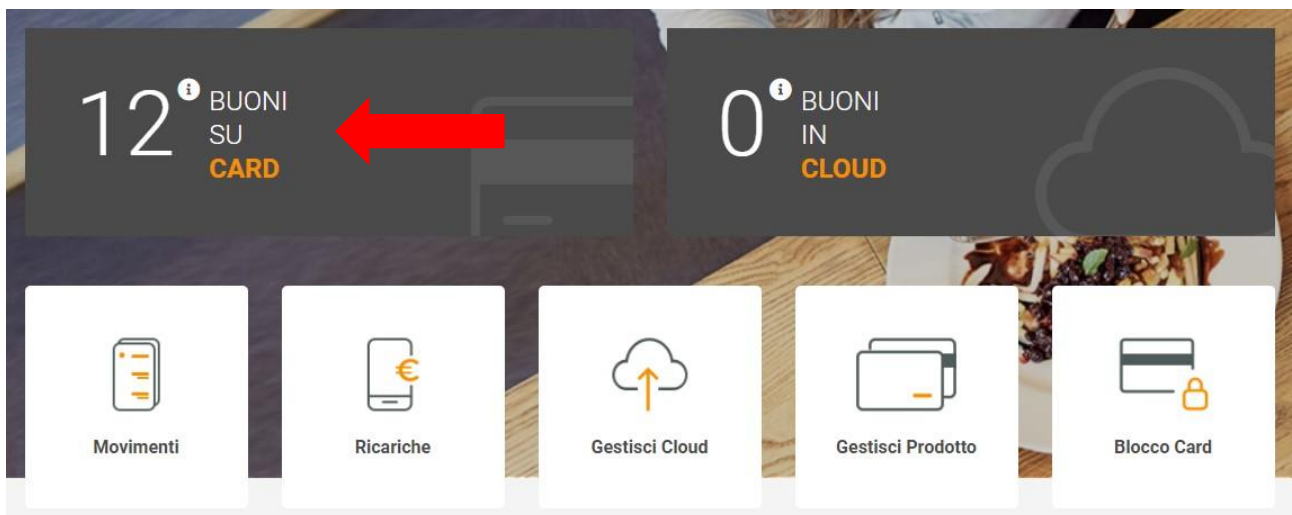 12 i BUONI
SU
CARD
0 i BUONI
IN
CLOUD
€
Movimenti
Ricariche
Gestisci Cloud
Gestisci Prodotto
Blocco Card